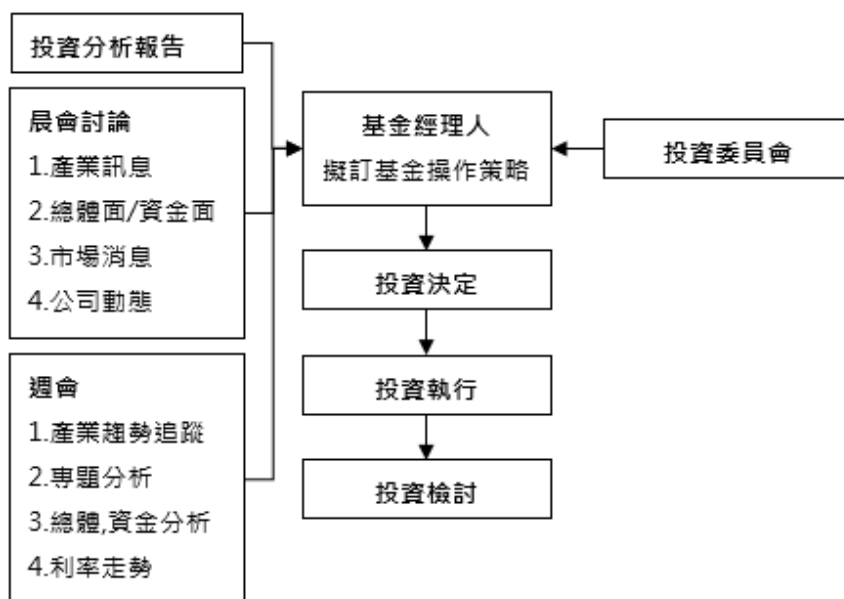 投資分析報告
晨會討論
1.產業訊息
2.總體面/資金面
3.市場消息
4.公司動態
週會
1.產業趨勢追蹤
2.專題分析
3.總體,資金分析
4.利率走勢
基金經理人
擬訂基金操作策略
投資委員會
投資決定
投資執行
投資檢討